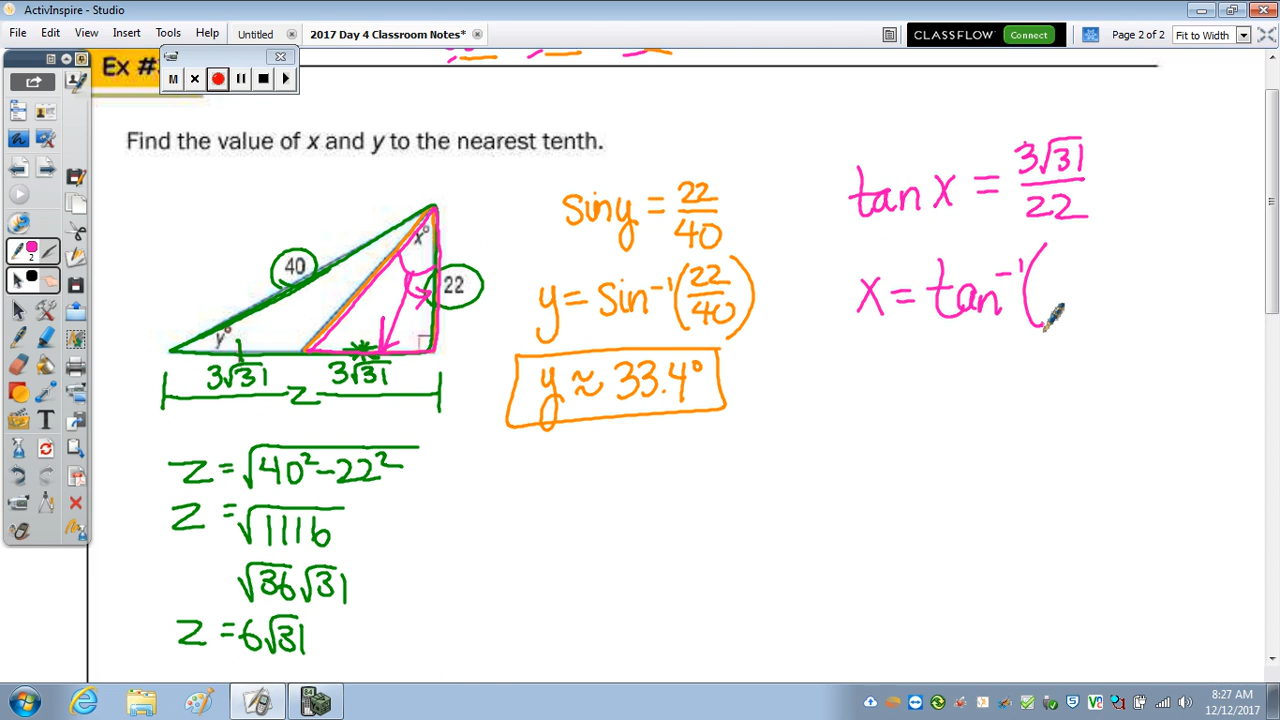 ActivInspire - Studio
File Edit View Insert Tools Help
Untitled
2017 Day 4 Classroom Notes*
CLASSFLOW Connect
Page 2 of 2
Fit to Width
Ex #
M
Find the value of x and y to the nearest tenth.
40
x°
22
y°
3√31
3√31
z
z = √40²-22²
z = √1116
√36√31
z = 6√31
sin y = 22/40
y = sin⁻¹(22/40)
y ≈ 33.4°
tan x = 3√31/22
x = tan⁻¹(
2
2
T
8:27 AM
12/12/2017